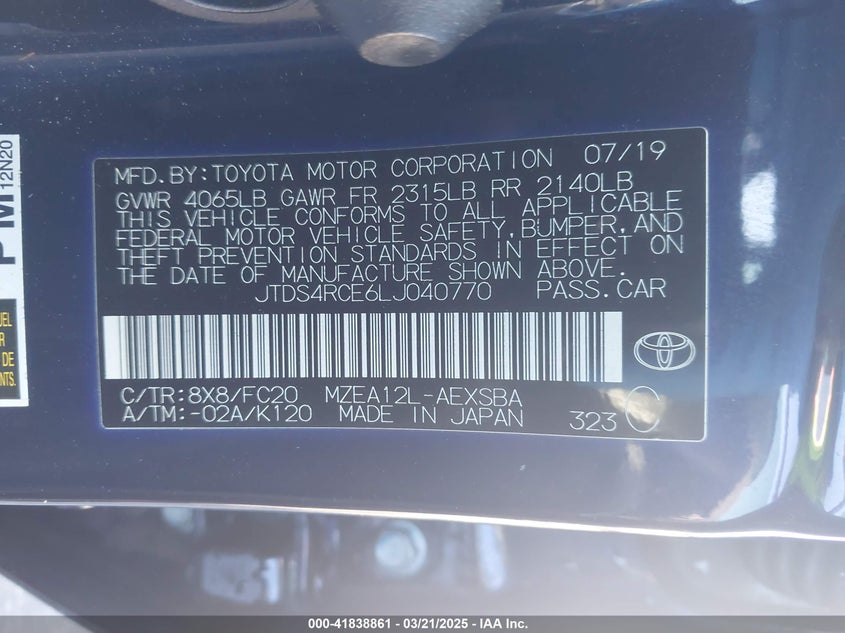 PM
12N20
MFD.BY:TOYOTA MOTOR CORPORATION 07/19
GVWR 4065LB GAWR FR 2315LB RR 2140LB
THIS VEHICLE CONFORMS TO ALL APPLICABLE
FEDERAL MOTOR VEHICLE SAFETY,BUMPER,AND
THEFT PREVENTION STANDARDS IN EFFECT ON
THE DATE OF MANUFACTURE SHOWN ABOVE.
JTDS4RCE6LJ040770 PASS.CAR
C/TR:8X8/FC20 MZEA12L-AEXSBA
A/TM:-02A/K120 MADE IN JAPAN 323
DE
000-41838861 — 03/21/2025 — IAA Inc.